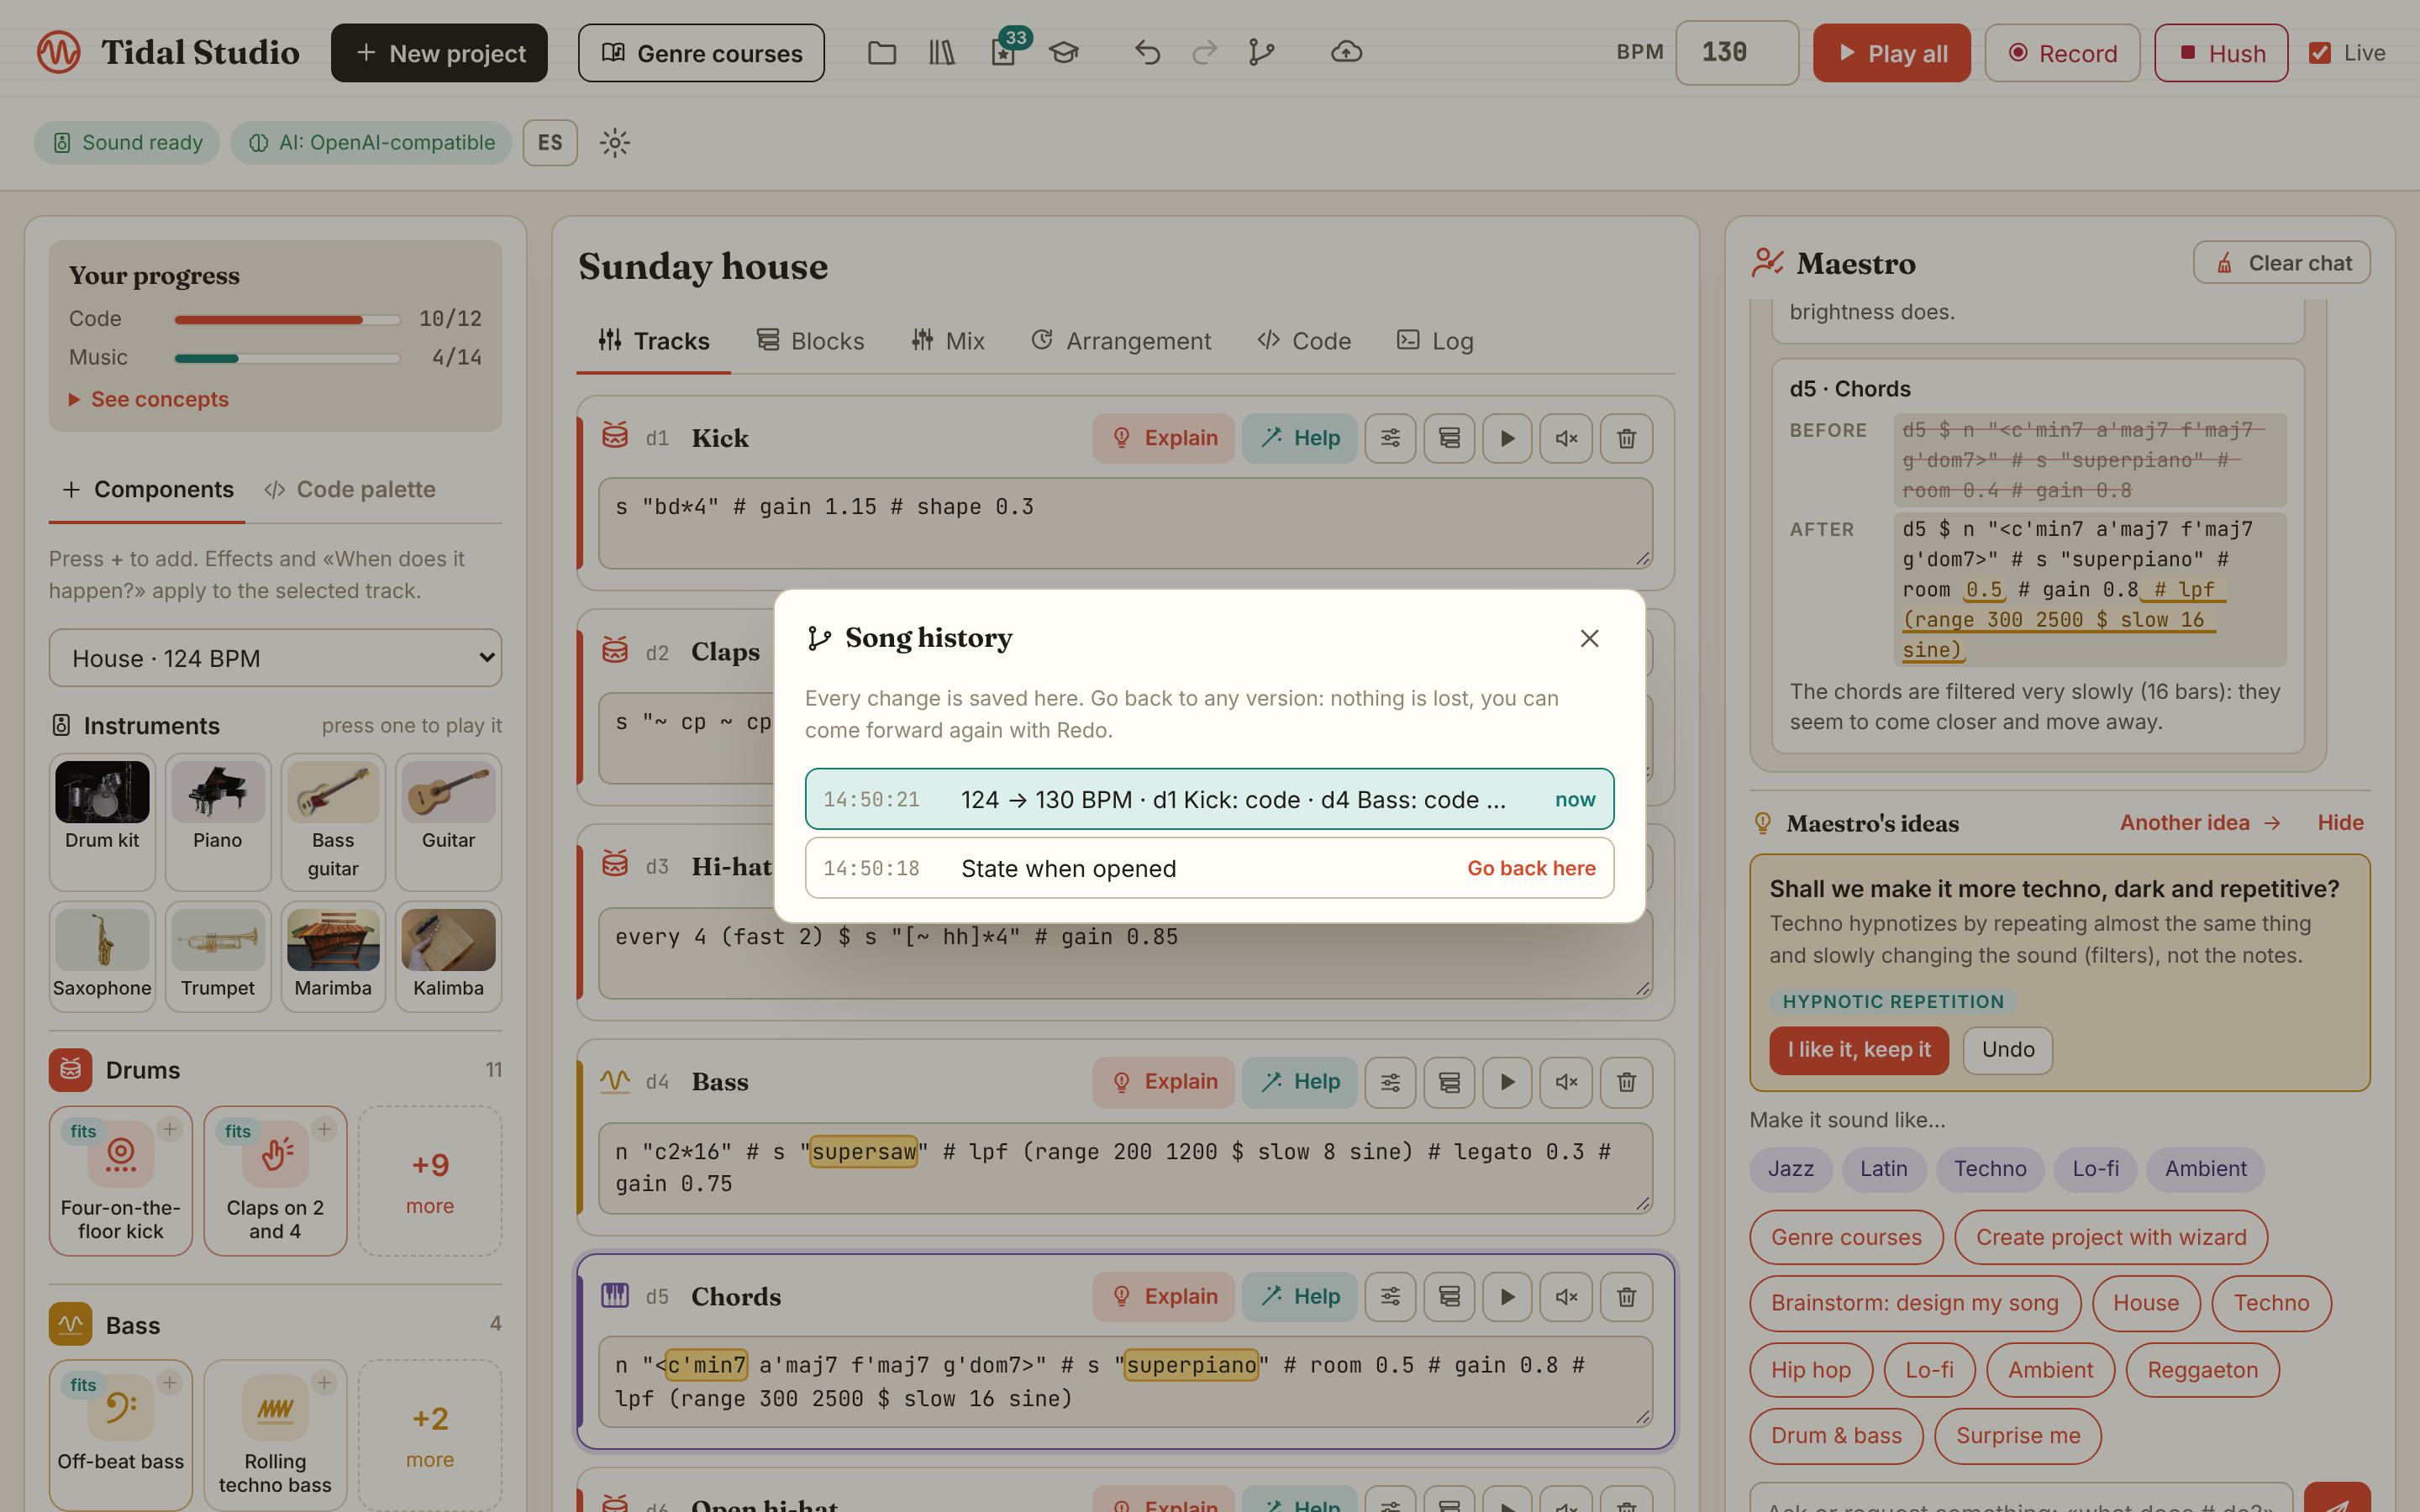 Tidal Studio
New project
Genre courses
33
BPM
130
Play all
Record
Hush
Live
Sound ready
AI: OpenAI-compatible
ES
Your progress
Code
10/12
Music
4/14
See concepts
Components
Code palette
Press + to add. Effects and «When does it
happen?» apply to the selected track.
House · 124 BPM
Instruments
press one to play it
Drum kit
Piano
Bass
guitar
Guitar
Saxophone
Trumpet
Marimba
Kalimba
Drums
11
fits
Four-on-the-
floor kick
fits
Claps on 2
and 4
+9
more
Bass
4
fits
Off-beat bass
Rolling
techno bass
+2
more
Sunday house
Tracks
Blocks
Mix
Arrangement
Code
Log
d1 Kick
Explain
Help
s "bd*4" # gain 1.15 # shape 0.3
d2 Claps
s "~ cp ~ cp
d3 Hi-hat
every 4 (fast 2) $ s "[~ hh]*4" # gain 0.85
d4 Bass
Explain
Help
n "c2*16" # s "supersaw" # lpf (range 200 1200 $ slow 8 sine) # legato 0.3 #
gain 0.75
d5 Chords
Explain
Help
n "<c'min7 a'maj7 f'maj7 g'dom7>" # s "superpiano" # room 0.5 # gain 0.8 #
lpf (range 300 2500 $ slow 16 sine)
d6 Open hi-hat
Explain
Help
Song history
Every change is saved here. Go back to any version: nothing is lost, you can
come forward again with Redo.
14:50:21
124 → 130 BPM · d1 Kick: code · d4 Bass: code ...
now
14:50:18
State when opened
Go back here
Maestro
Clear chat
brightness does.
d5 · Chords
BEFORE
d5 $ n "<c'min7 a'maj7 f'maj7
g'dom7>" # s "superpiano" #
room 0.4 # gain 0.8
AFTER
d5 $ n "<c'min7 a'maj7 f'maj7
g'dom7>" # s "superpiano" #
room 0.5 # gain 0.8 # lpf
(range 300 2500 $ slow 16
sine)
The chords are filtered very slowly (16 bars): they
seem to come closer and move away.
Maestro's ideas
Another idea →
Hide
Shall we make it more techno, dark and repetitive?
Techno hypnotizes by repeating almost the same thing
and slowly changing the sound (filters), not the notes.
HYPNOTIC REPETITION
I like it, keep it
Undo
Make it sound like...
Jazz
Latin
Techno
Lo-fi
Ambient
Genre courses
Create project with wizard
Brainstorm: design my song
House
Techno
Hip hop
Lo-fi
Ambient
Reggaeton
Drum & bass
Surprise me
Ask or request something: «what does # do?»